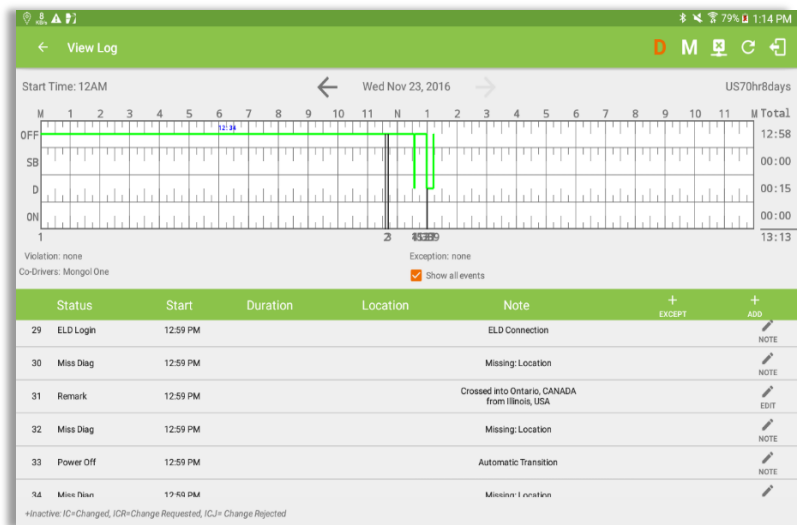 79% 1:14 PM
View Log D M
Start Time: 12AM Wed Nov 23, 2016 US70hr8days
M 1 2 3 4 5 6 7 8 9 10 11 N 1 2 3 4 5 6 7 8 9 10 11 M Total
OFF 12:34 12:58
SB 00:00
D 00:15
ON 00:00
1 13:13
Violation: none Exception: none
Co-Drivers: Mongol One Show all events
Status Start Duration Location Note + EXCEPT + ADD
29 ELD Login 12:59 PM ELD Connection NOTE
30 Miss Diag 12:59 PM Missing: Location NOTE
31 Remark 12:59 PM Crossed into Ontario, CANADA
from Illinois, USA EDIT
32 Miss Diag 12:59 PM Missing: Location NOTE
33 Power Off 12:59 PM Automatic Transition NOTE
34 Miss Diag 12:59 PM Missing: Location
+Inactive: IC=Changed, ICR=Change Requested, ICJ= Change Rejected